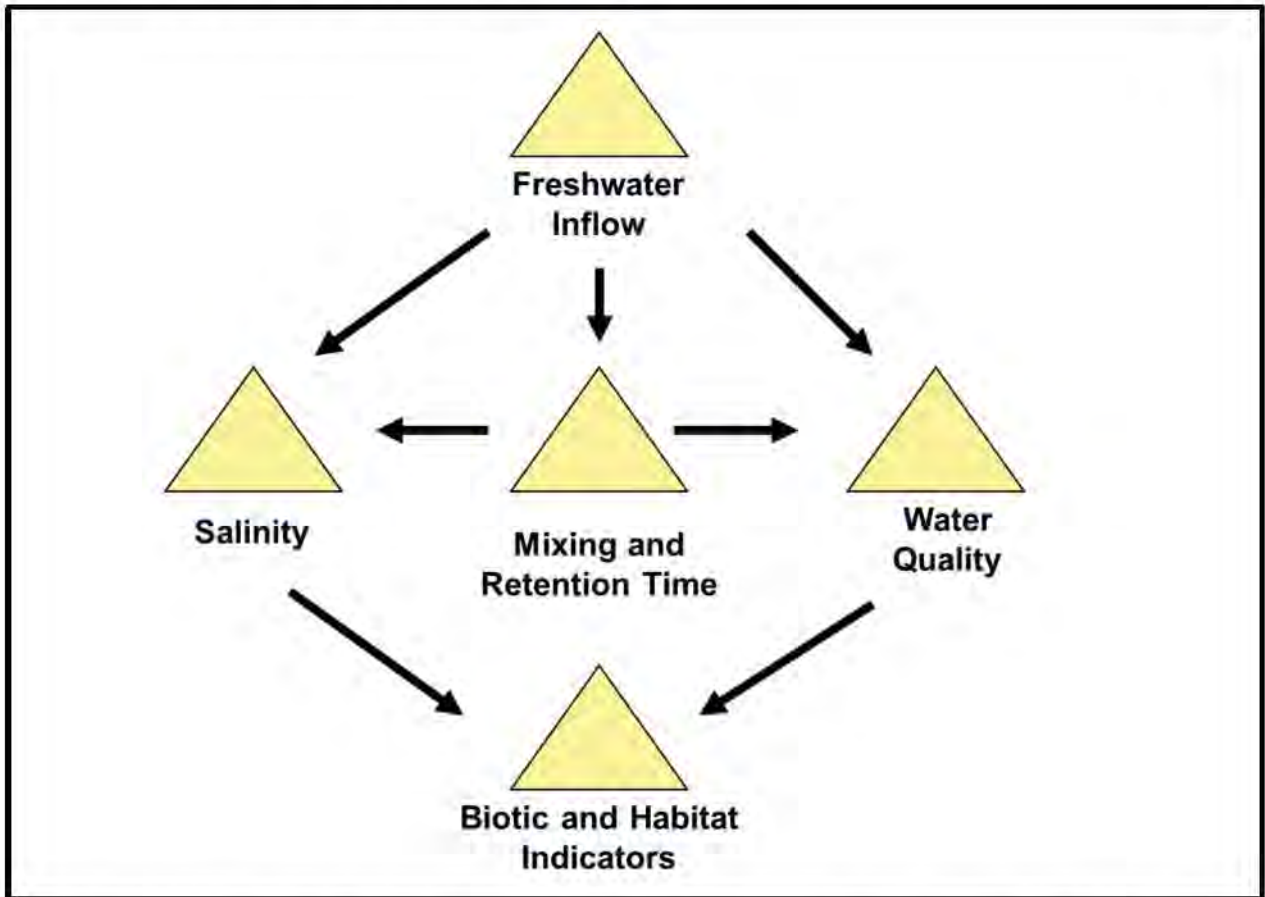 Freshwater
Inflow
Salinity
Mixing and
Retention Time
Water
Quality
Biotic and Habitat
Indicators